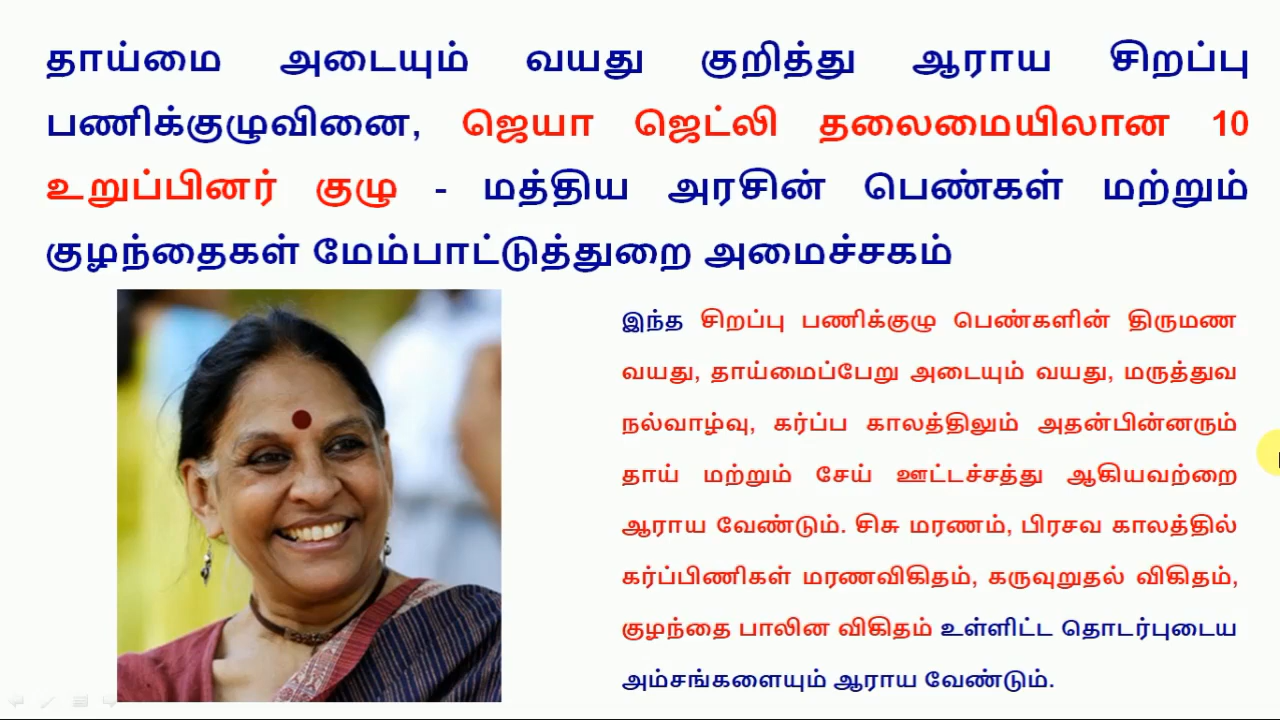 தாய்மை அடையும் வயது குறித்து ஆராய சிறப்பு
பணிக்குழுவினை, ஜெயா ஜெட்லி தலைமையிலான 10
உறுப்பினர் குழு - மத்திய அரசின் பெண்கள் மற்றும்
குழந்தைகள் மேம்பாட்டுத்துறை அமைச்சகம்
இந்த சிறப்பு பணிக்குழு பெண்களின் திருமண
வயது, தாய்மைப்பேறு அடையும் வயது, மருத்துவ
நல்வாழ்வு, கர்ப்ப காலத்திலும் அதன்பின்னரும்
தாய் மற்றும் சேய் ஊட்டச்சத்து ஆகியவற்றை
ஆராய வேண்டும். சிசு மரணம், பிரசவ காலத்தில்
கர்ப்பிணிகள் மரணவிகிதம், கருவுறுதல் விகிதம்,
குழந்தை பாலின விகிதம் உள்ளிட்ட தொடர்புடைய
அம்சங்களையும் ஆராய வேண்டும்.